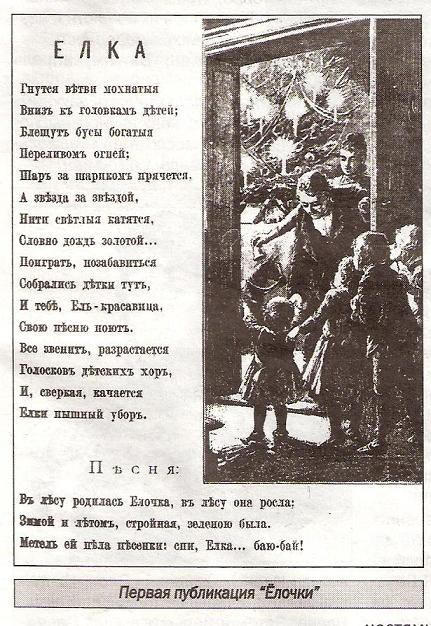 ЕЛКА
Гнутся вѣтви мохнатыя
Внизъ къ головкамъ дѣтей;
Блещутъ бусы богатыя
Переливомъ огней;
Шаръ за шарикомъ прячется,
А звѣзда за звѣздой,
Нити свѣтлыя катятся,
Словно дождь золотой...
Поиграть, позабавиться
Собрались дѣтки тутъ,
И тебѣ, Ель-красавица,
Свою пѣсню поютъ.
Все звенитъ, разрастается
Голосковъ дѣтскихъ хоръ,
И, сверкая, качается
Елки пышный уборъ.
Пѣсня:
Въ лѣсу родилась Елочка, въ лѣсу она росла;
Зимой и лѣтомъ, стройная, зеленою была.
Метель ей пѣла пѣсенки: спи, Елка... баю-бай!
Первая публикация “Ёлочки”